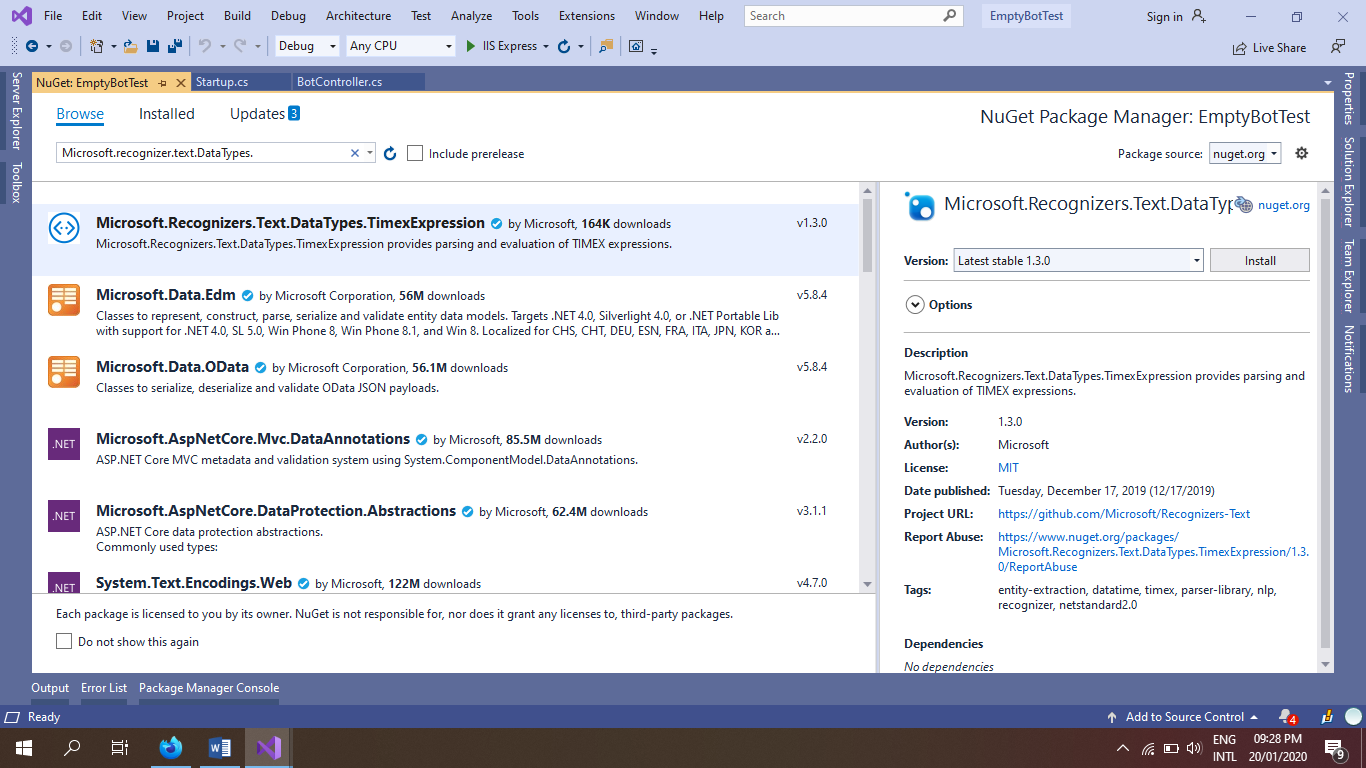 File Edit View Project Build Debug Architecture Test Analyze Tools Extensions Window Help Search EmptyBotTest Sign in
Debug Any CPU IIS Express Live Share
NuGet: EmptyBotTest Startup.cs BotController.cs
Server Explorer
Toolbox
Browse Installed Updates 3
NuGet Package Manager: EmptyBotTest
Microsoft.recognizer.text.DataTypes. Include prerelease
Package source: nuget.org
Microsoft.Recognizers.Text.DataTypes.TimexExpression by Microsoft, 164K downloads v1.3.0
Microsoft.Recognizers.Text.DataTypes.TimexExpression provides parsing and evaluation of TIMEX expressions.
Microsoft.Data.Edm by Microsoft Corporation, 56M downloads v5.8.4
Classes to represent, construct, parse, serialize and validate entity data models. Targets .NET 4.0, Silverlight 4.0, or .NET Portable Lib
with support for .NET 4.0, SL 5.0, Win Phone 8, Win Phone 8.1, and Win 8. Localized for CHS, CHT, DEU, ESN, FRA, ITA, JPN, KOR a...
Microsoft.Data.OData by Microsoft Corporation, 56.1M downloads v5.8.4
Classes to serialize, deserialize and validate OData JSON payloads.
.NET Microsoft.AspNetCore.Mvc.DataAnnotations by Microsoft, 85.5M downloads v2.2.0
ASP.NET Core MVC metadata and validation system using System.ComponentModel.DataAnnotations.
.NET Microsoft.AspNetCore.DataProtection.Abstractions by Microsoft, 62.4M downloads v3.1.1
ASP.NET Core data protection abstractions.
Commonly used types:
.NET System.Text.Encodings.Web by Microsoft, 122M downloads v4.7.0
Each package is licensed to you by its owner. NuGet is not responsible for, nor does it grant any licenses to, third-party packages.
Do not show this again
Microsoft.Recognizers.Text.DataTyp nuget.org
Version: Latest stable 1.3.0 Install
Options
Description
Microsoft.Recognizers.Text.DataTypes.TimexExpression provides parsing and
evaluation of TIMEX expressions.
Version: 1.3.0
Author(s): Microsoft
License: MIT
Date published: Tuesday, December 17, 2019 (12/17/2019)
Project URL: https://github.com/Microsoft/Recognizers-Text
Report Abuse: https://www.nuget.org/packages/
Microsoft.Recognizers.Text.DataTypes.TimexExpression/1.3.
0/ReportAbuse
Tags: entity-extraction, datatime, timex, parser-library, nlp,
recognizer, netstandard2.0
Dependencies
No dependencies
Properties
Solution Explorer
Team Explorer
Notifications
Output Error List Package Manager Console
Ready Add to Source Control 4
ENG 09:28 PM
INTL 20/01/2020 9